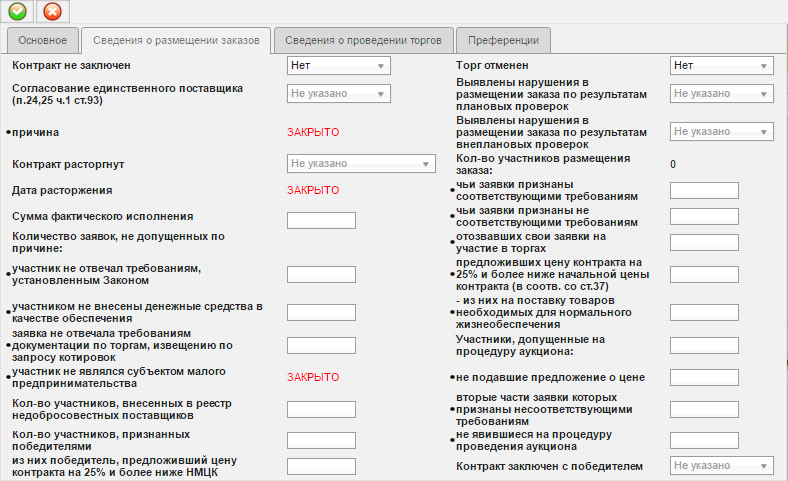 Основное
Сведения о размещении заказов
Сведения о проведении торгов
Преференции
Контракт не заключен
Нет
Согласование единственного поставщика
(п.24,25 ч.1 ст.93)
Не указано
причина
ЗАКРЫТО
Контракт расторгнут
Не указано
Дата расторжения
ЗАКРЫТО
Сумма фактического исполнения
Количество заявок, не допущенных по
причине:
участник не отвечал требованиям,
установленным Законом
участником не внесены денежные средства в
качестве обеспечения
заявка не отвечала требованиям
документации по торгам, извещению по
запросу котировок
участник не являлся субъектом малого
предпринимательства
ЗАКРЫТО
Кол-во участников, внесенных в реестр
недобросовестных поставщиков
Кол-во участников, признанных
победителями
из них победитель, предложивший цену
контракта на 25% и более ниже НМЦК
Торг отменен
Нет
Выявлены нарушения в
размещении заказа по результатам
плановых проверок
Не указано
Выявлены нарушения в
размещении заказа по результатам
внеплановых проверок
Не указано
Кол-во участников размещения
заказа:
0
чьи заявки признаны
соответствующими требованиям
чьи заявки признаны не
соответствующими требованиям
отозвавших свои заявки на
участие в торгах
предложивших цену контракта на
25% и более ниже начальной цены
контракта (в соотв. со ст.37)
- из них на поставку товаров
необходимых для нормального
жизнеобеспечения
Участники, допущенные на
процедуру аукциона:
не подавшие предложение о цене
вторые части заявки которых
признаны несоответствующими
требованиям
не явившиеся на процедуру
проведения аукциона
Контракт заключен с победителем
Не указано